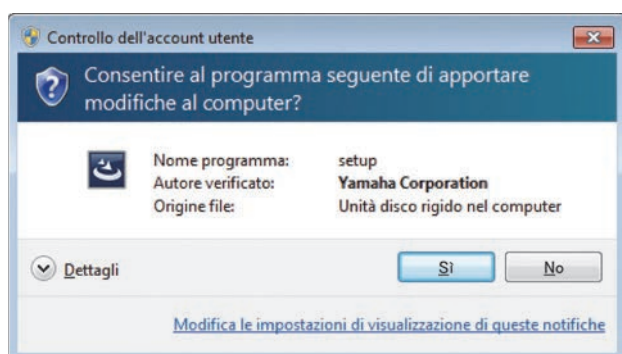 Controllo dell'account utente
Consentire al programma seguente di apportare
modifiche al computer?
Nome programma: setup
Autore verificato: Yamaha Corporation
Origine file: Unità disco rigido nel computer
Dettagli Sì No
Modifica le impostazioni di visualizzazione di queste notifiche